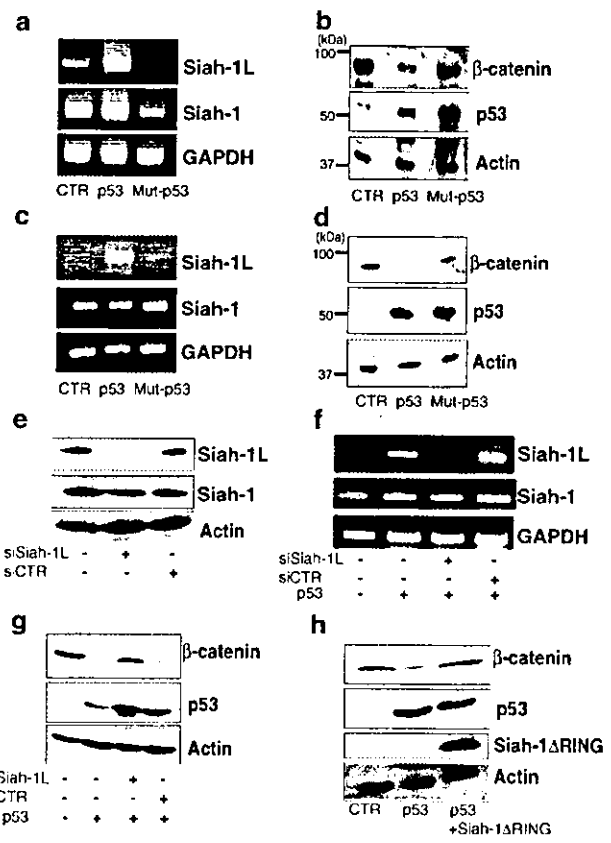 a
Siah-1L
Siah-1
GAPDH
CTR p53 Mut-p53
b
(kDa)
100
β-catenin
50
p53
37
Actin
CTR p53 Mut-p53
c
Siah-1L
Siah-1
GAPDH
CTR p53 Mut-p53
d
(kDa)
100
β-catenin
50
p53
37
Actin
CTR p53 Mut-p53
e
Siah-1L
Siah-1
Actin
siSiah-1L - + -
siCTR - - +
f
Siah-1L
Siah-1
GAPDH
siSiah-1L - - + -
siCTR - - - +
p53 - + + +
g
β-catenin
p53
Actin
Siah-1L - - + -
CTR - - - +
p53 - + + +
h
β-catenin
p53
Siah-1ΔRING
Actin
CTR p53 p53
+Siah-1ΔRING